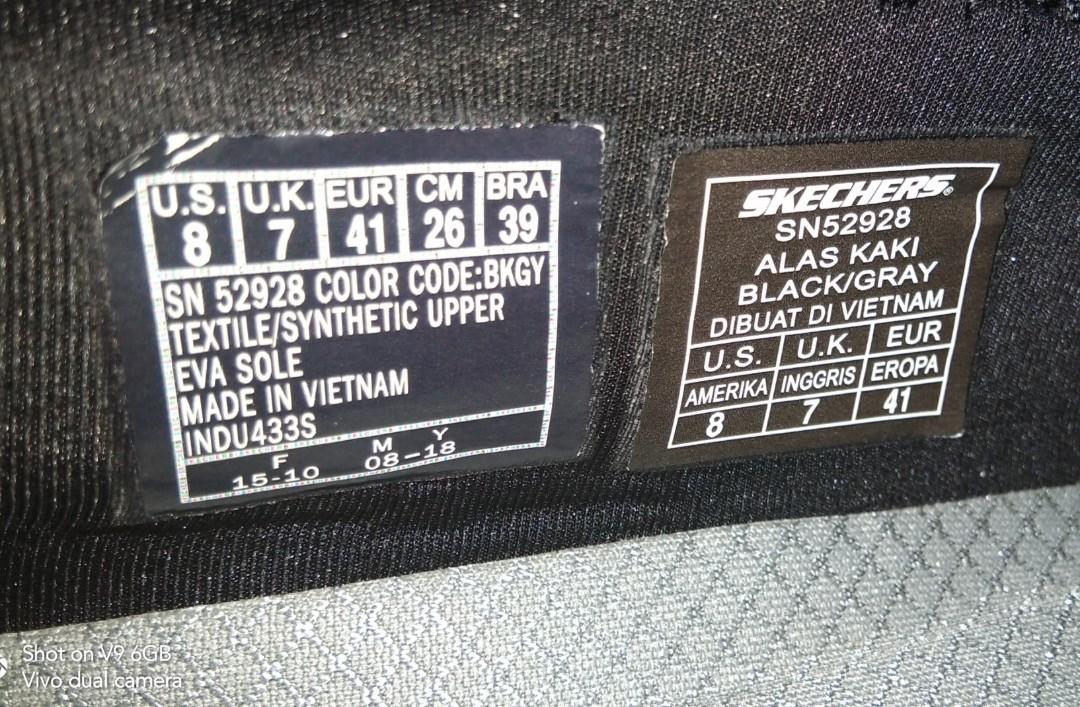 U.S. U.K. EUR CM BRA
8 7 41 26 39
SN 52928 COLOR CODE:BKGY
TEXTILE/SYNTHETIC UPPER
EVA SOLE
MADE IN VIETNAM
INDU433S
F M Y
15-10 08-18
SKECHERS®
SN52928
ALAS KAKI
BLACK/GRAY
DIBUAT DI VIETNAM
U.S. U.K. EUR
AMERIKA INGGRIS EROPA
8 7 41
Shot on V9 6GB
Vivo dual camera